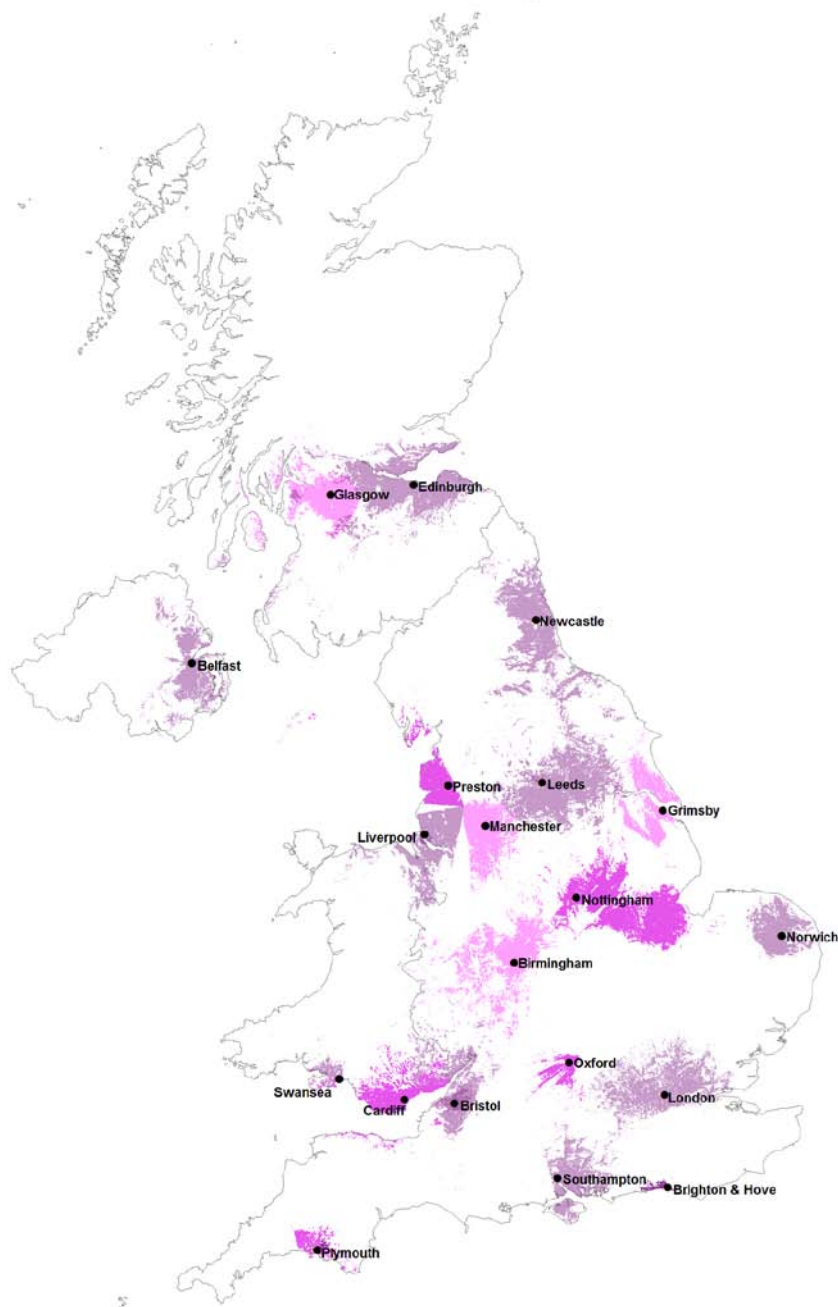 Glasgow
Edinburgh
Newcastle
Belfast
Preston
Leeds
Grimsby
Liverpool
Manchester
Nottingham
Norwich
Birmingham
Oxford
Swansea
Cardiff
Bristol
London
Southampton
Brighton & Hove
Plymouth